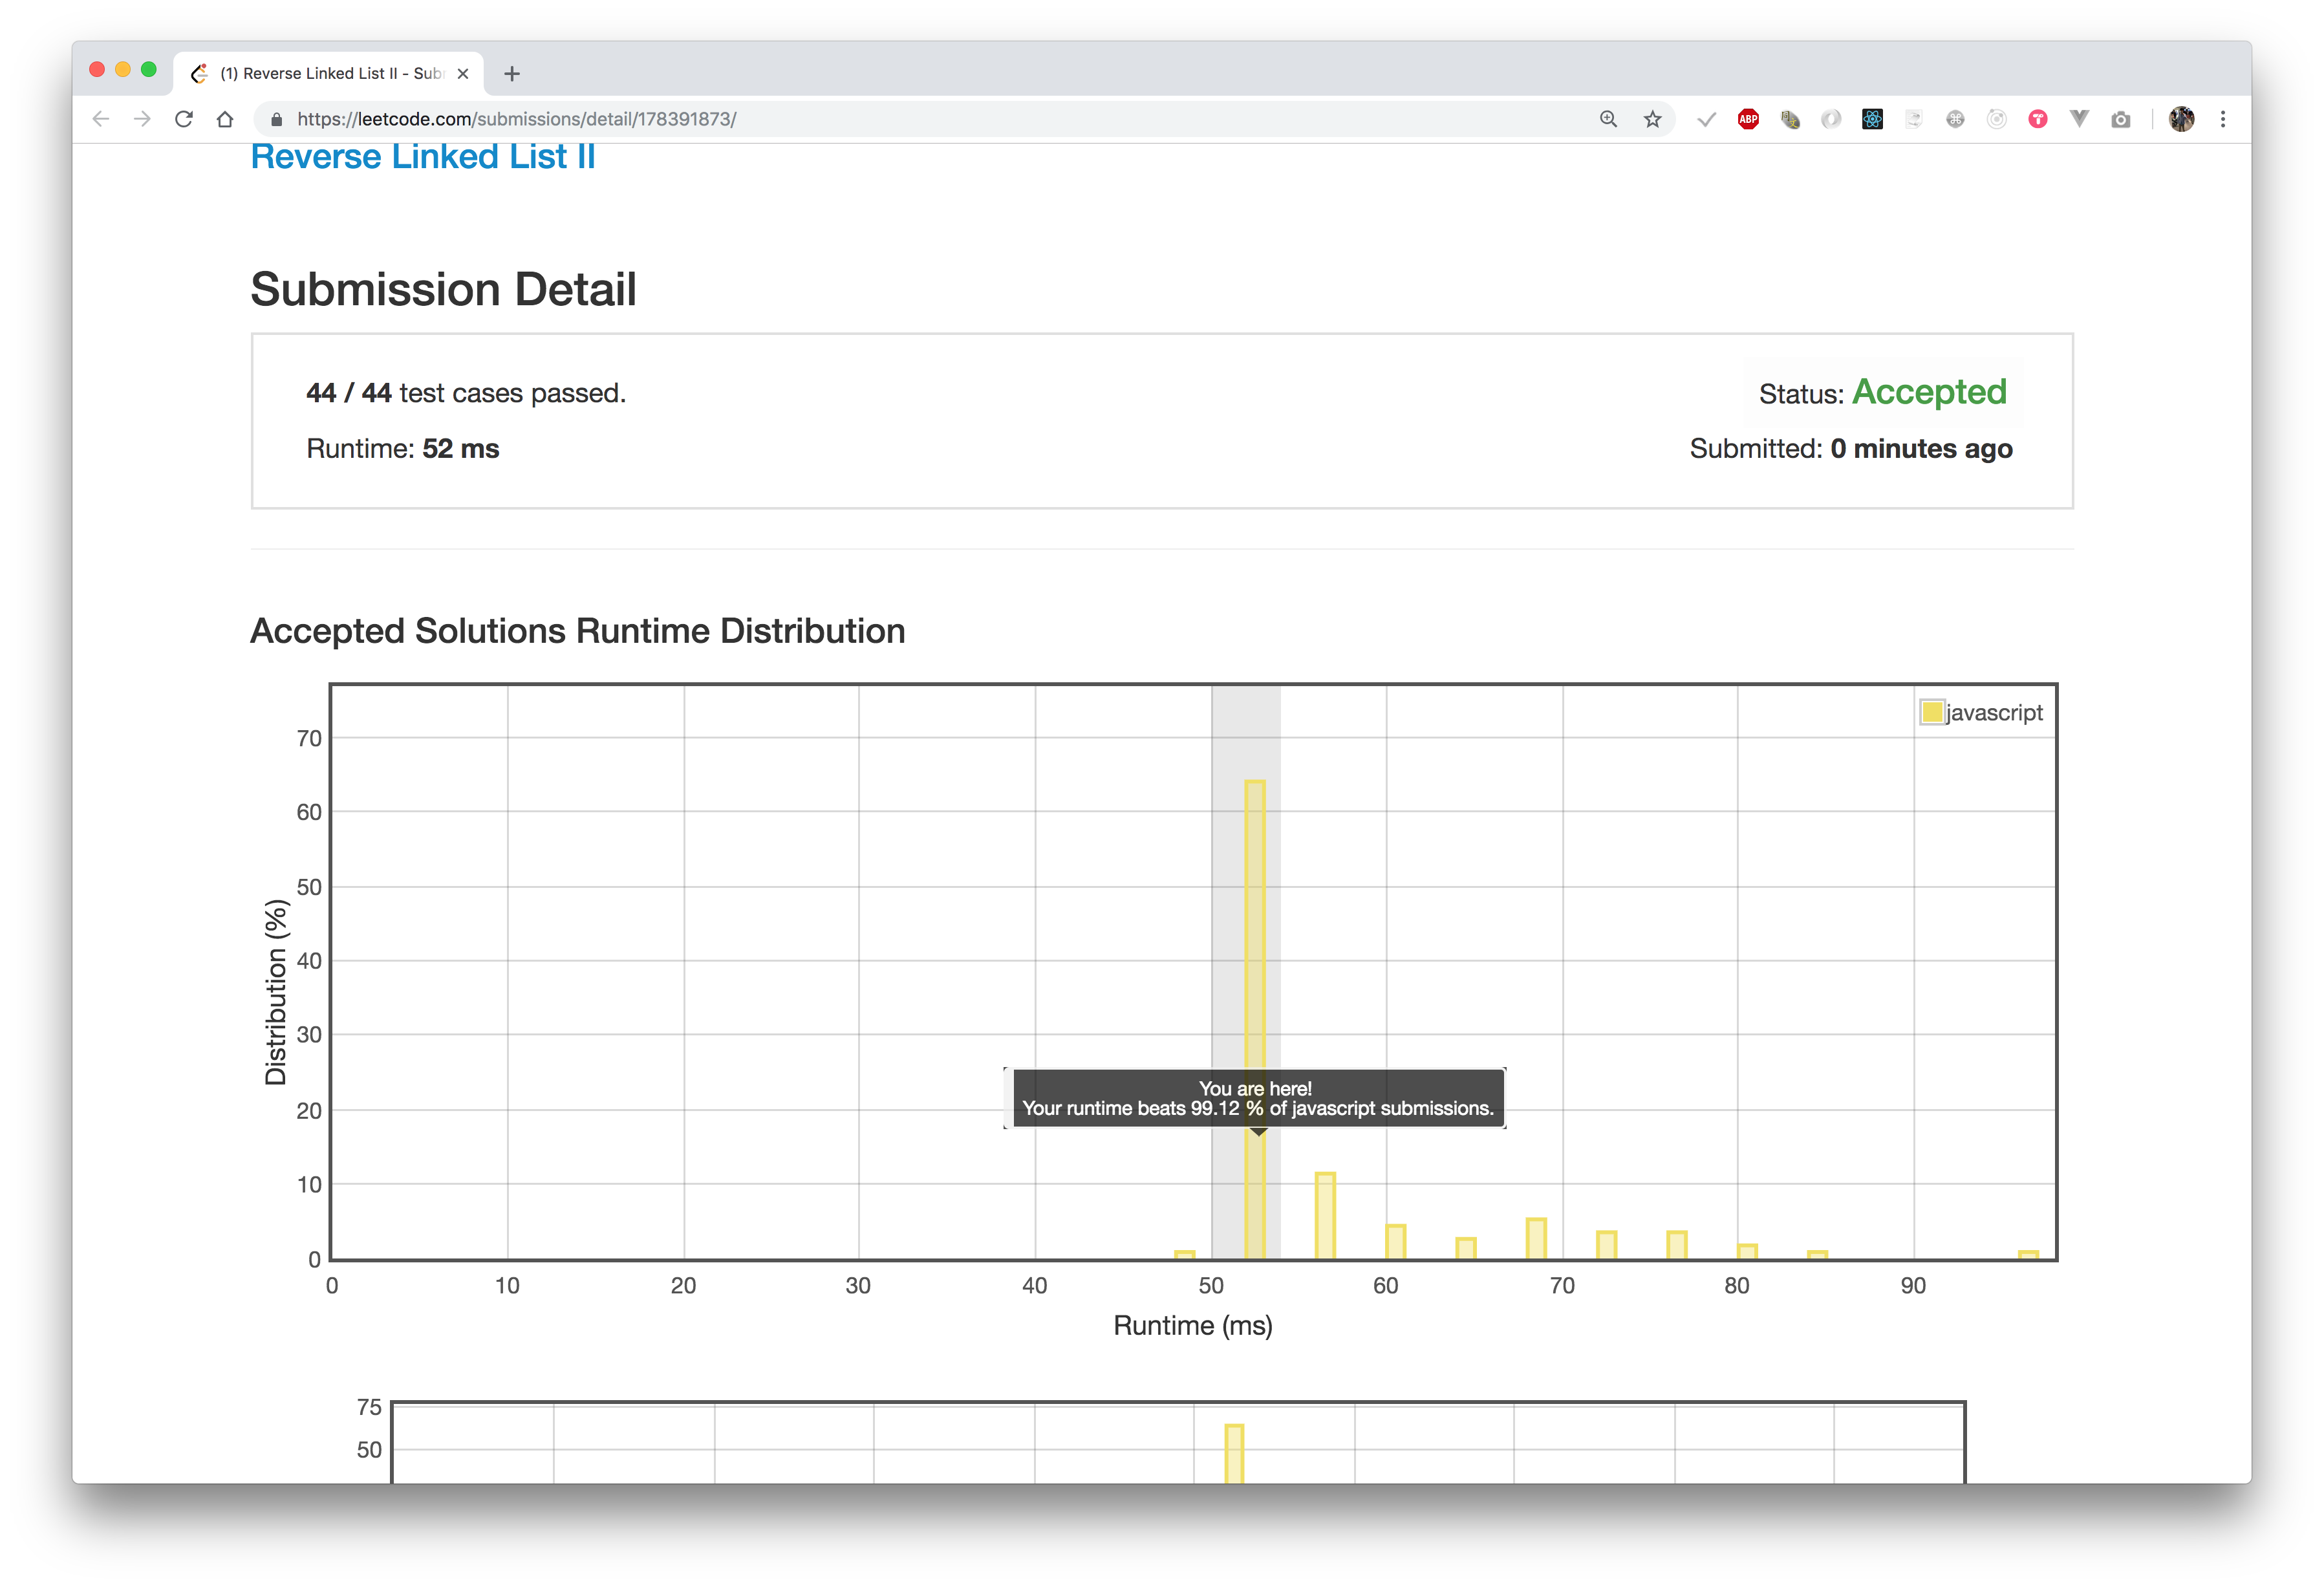 (1) Reverse Linked List II - Sub
https://leetcode.com/submissions/detail/178391873/
ABP
Reverse Linked List II
Submission Detail
44 / 44 test cases passed.
Status: Accepted
Runtime: 52 ms
Submitted: 0 minutes ago
Accepted Solutions Runtime Distribution
javascript
70
60
50
40
30
20
10
0
Distribution (%)
You are here!
Your runtime beats 99.12 % of javascript submissions.
0 10 20 30 40 50 60 70 80 90
Runtime (ms)
75
50